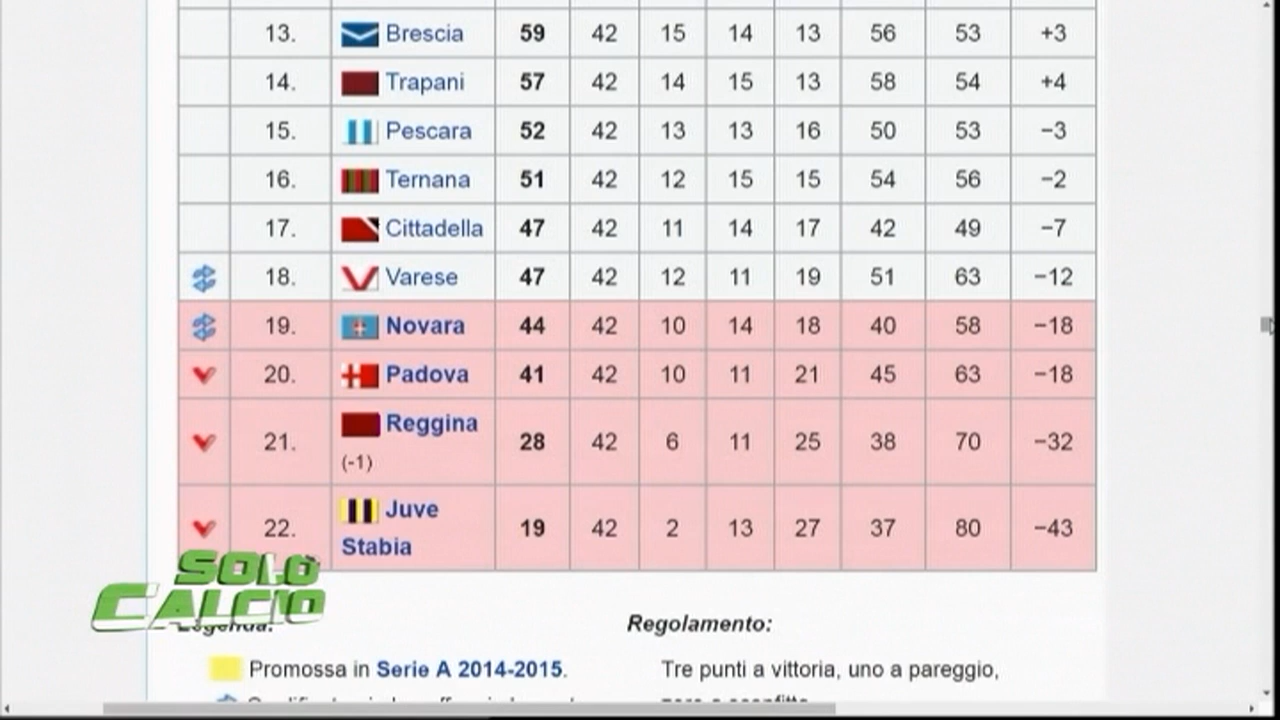 13. Brescia 59 42 15 14 13 56 53 +3
14. Trapani 57 42 14 15 13 58 54 +4
15. Pescara 52 42 13 13 16 50 53 −3
16. Ternana 51 42 12 15 15 54 56 −2
17. Cittadella 47 42 11 14 17 42 49 −7
18. Varese 47 42 12 11 19 51 63 −12
19. Novara 44 42 10 14 18 40 58 −18
20. Padova 41 42 10 11 21 45 63 −18
21. Reggina 28 42 6 11 25 38 70 −32
(-1)
22. Juve 19 42 2 13 27 37 80 −43
Stabia
SOLO
CALCIO
Legenda: Regolamento:
Promossa in Serie A 2014-2015. Tre punti a vittoria, uno a pareggio,